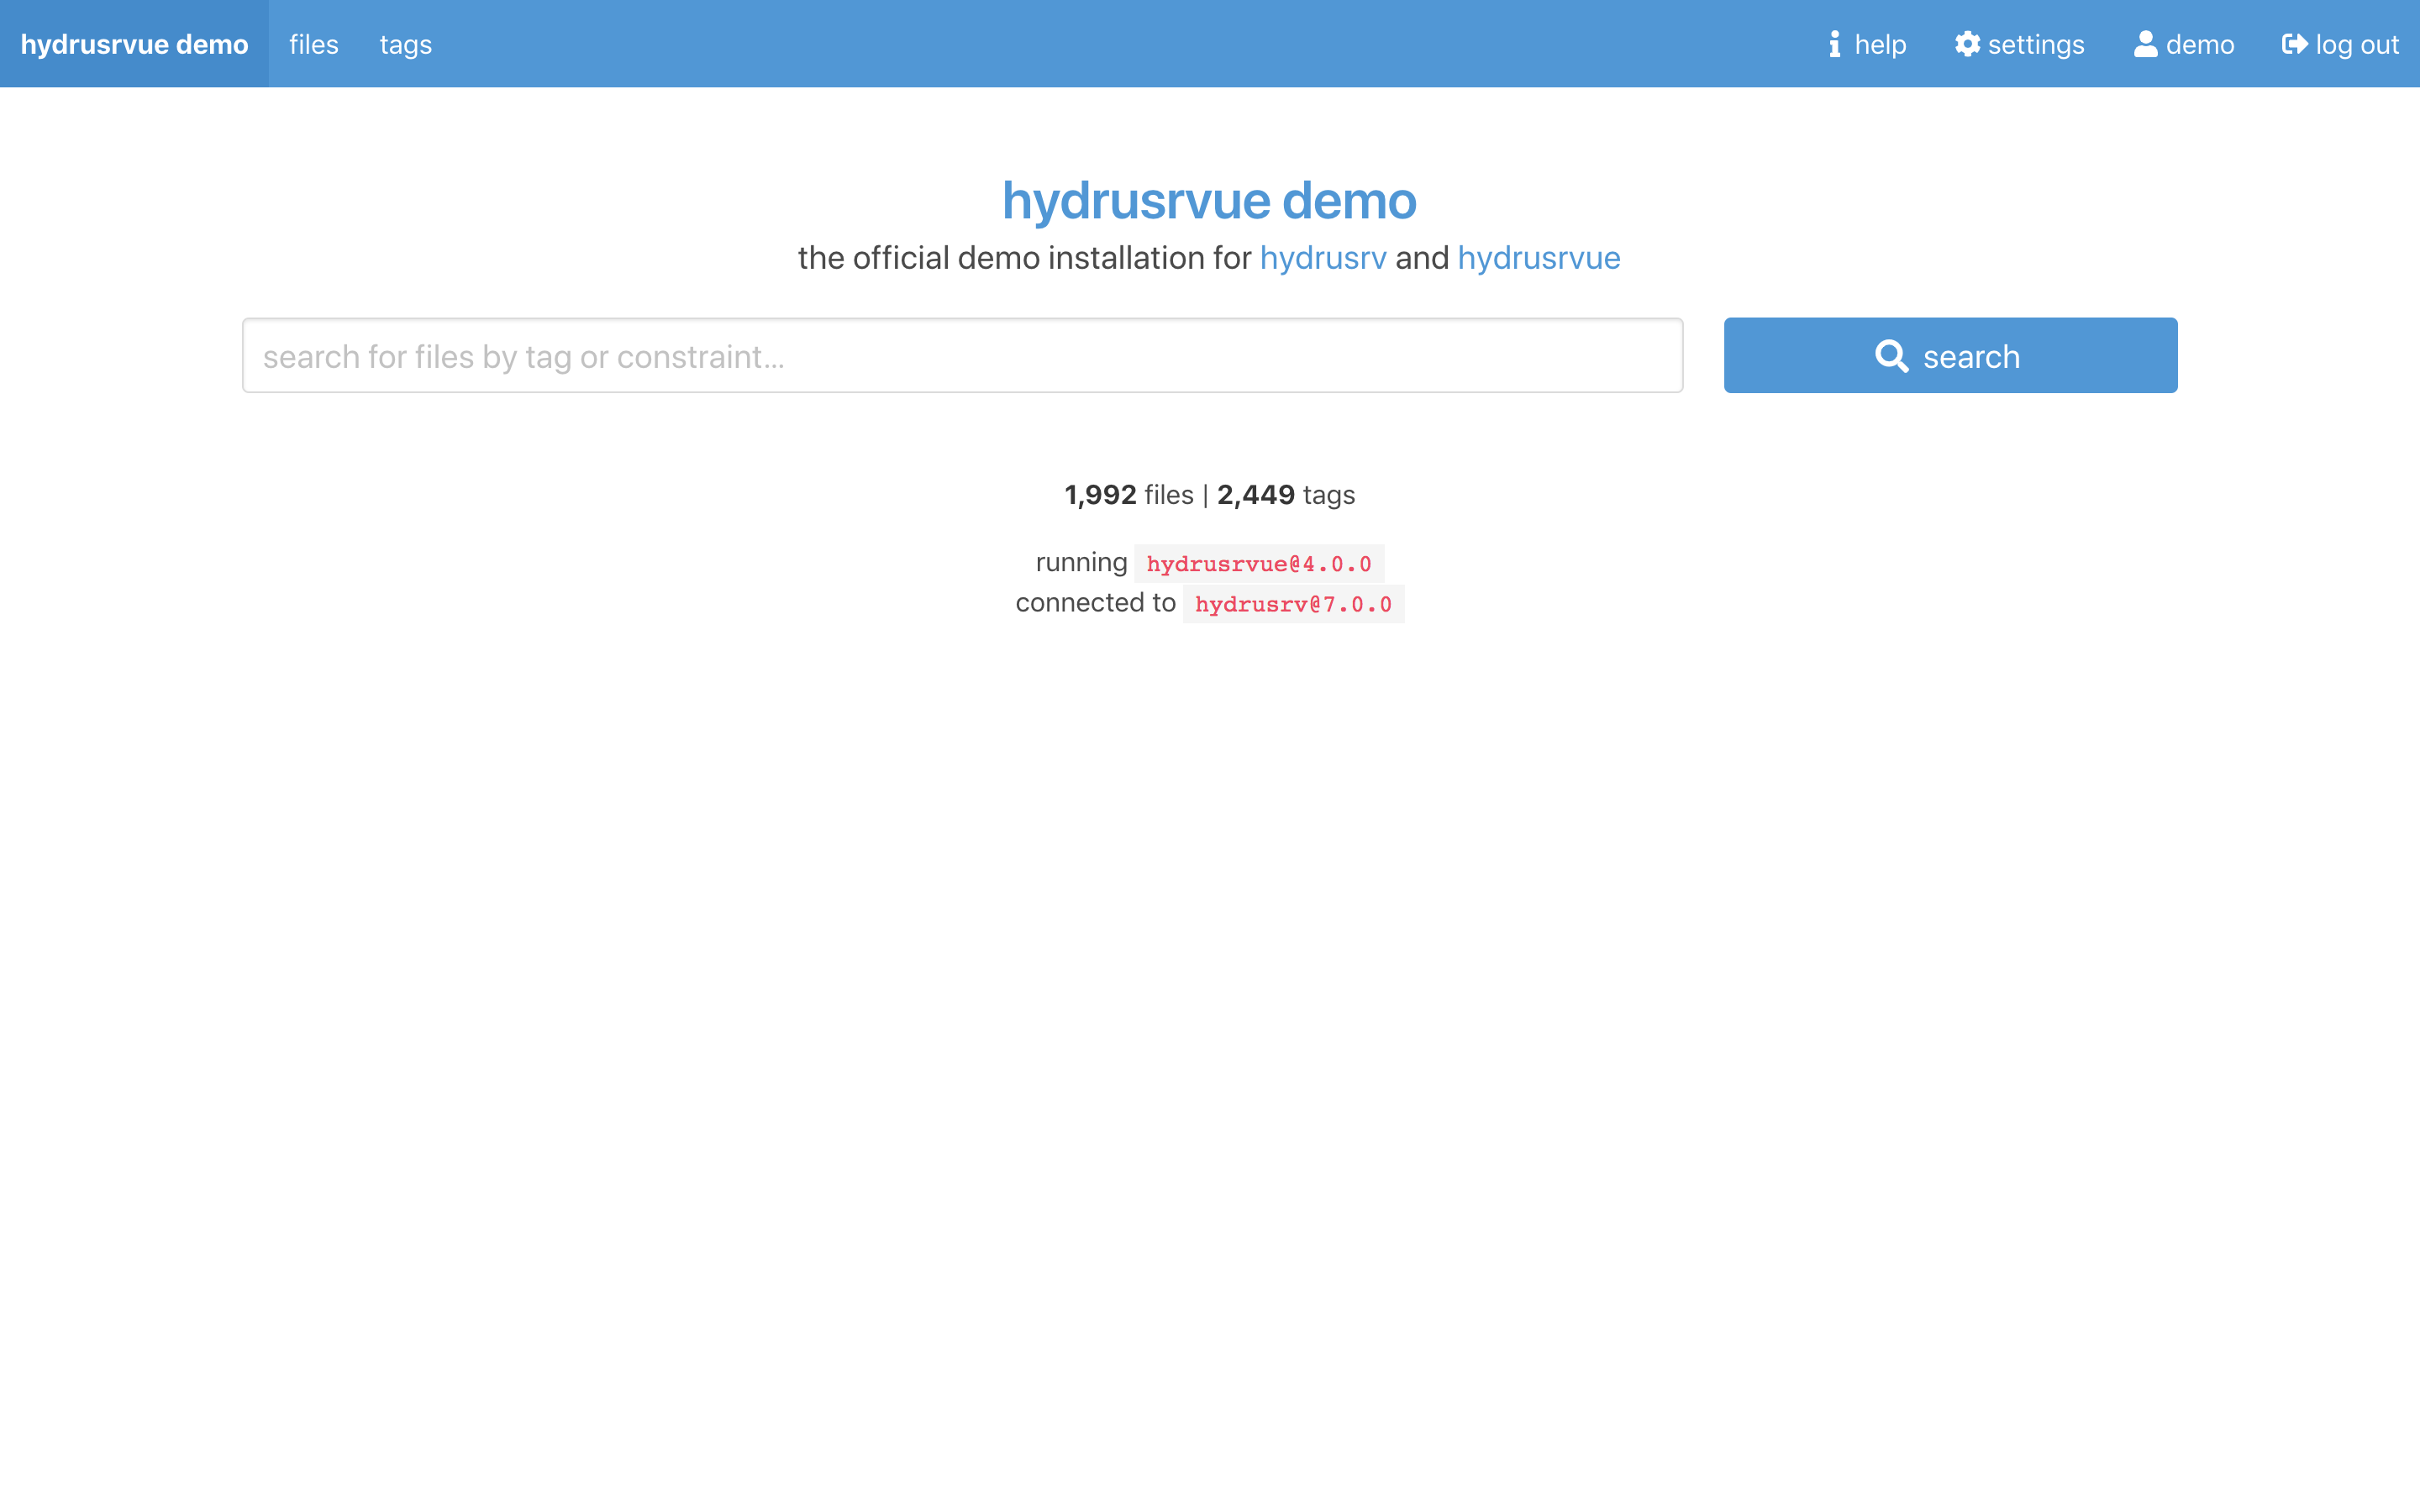 hydrusrvue demo files tags help settings demo log out
hydrusrvue demo
the official demo installation for hydrusrv and hydrusrvue
search for files by tag or constraint...
search
1,992 files | 2,449 tags
running hydrusrvue@4.0.0
connected to hydrusrv@7.0.0